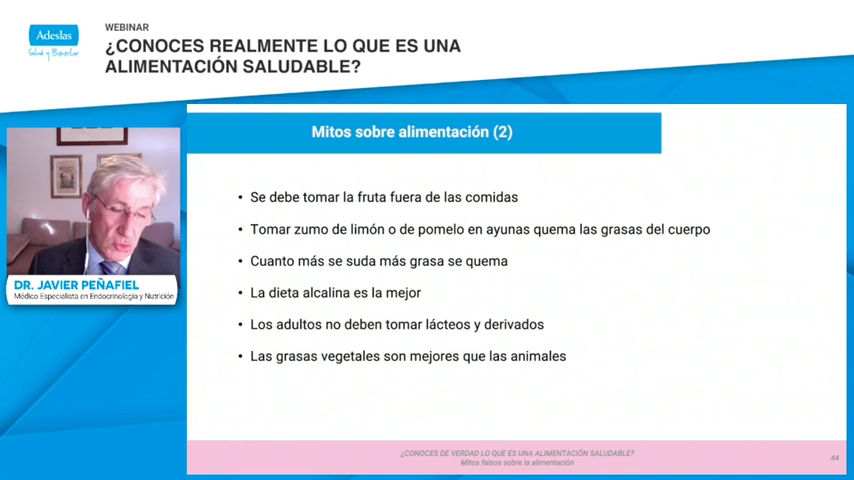 Adeslas
Salud y Bienestar
WEBINAR
¿CONOCES REALMENTE LO QUE ES UNA
ALIMENTACIÓN SALUDABLE?
Mitos sobre alimentación (2)
• Se debe tomar la fruta fuera de las comidas
• Tomar zumo de limón o de pomelo en ayunas quema las grasas del cuerpo
• Cuanto más se suda más grasa se quema
• La dieta alcalina es la mejor
• Los adultos no deben tomar lácteos y derivados
• Las grasas vegetales son mejores que las animales
DR. JAVIER PEÑAFIEL
Médico Especialista en Endocrinología y Nutrición
¿CONOCES DE VERDAD LO QUE ES UNA ALIMENTACIÓN SALUDABLE?
Mitos falsos sobre la alimentación
44